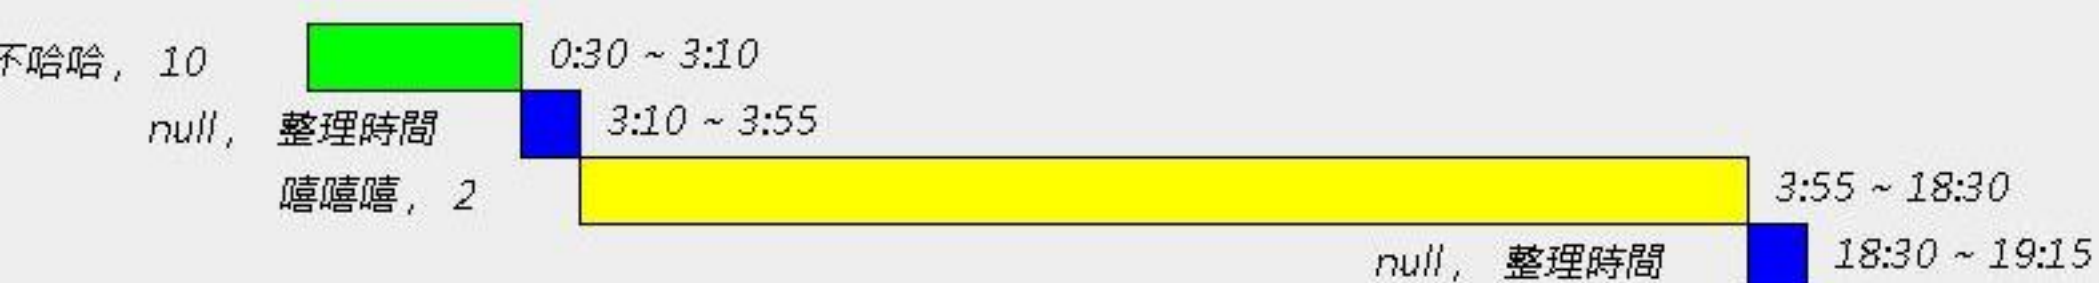 不哈哈, 10 0:30 ~ 3:10
null, 整理時間 3:10 ~ 3:55
嘻嘻嘻, 2 3:55 ~ 18:30
null, 整理時間 18:30 ~ 19:15